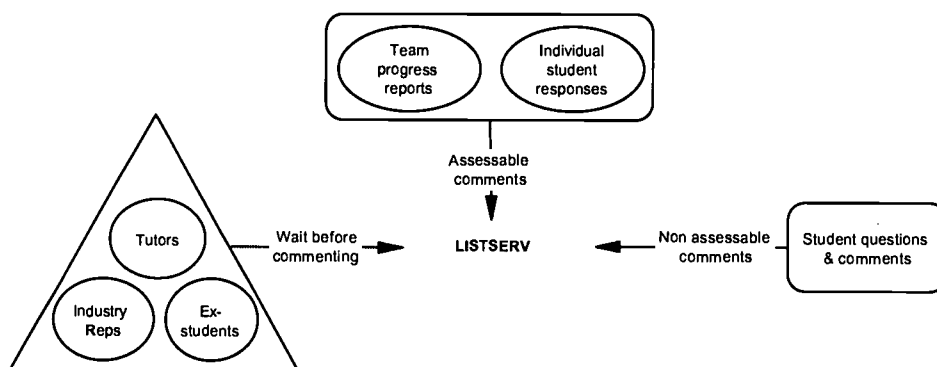 Team
progress
reports
Individual
student
responses
Assessable
comments
Tutors
Industry
Reps
Ex-
students
Wait before
commenting
LISTSERV
Non assessable
comments
Student questions
& comments